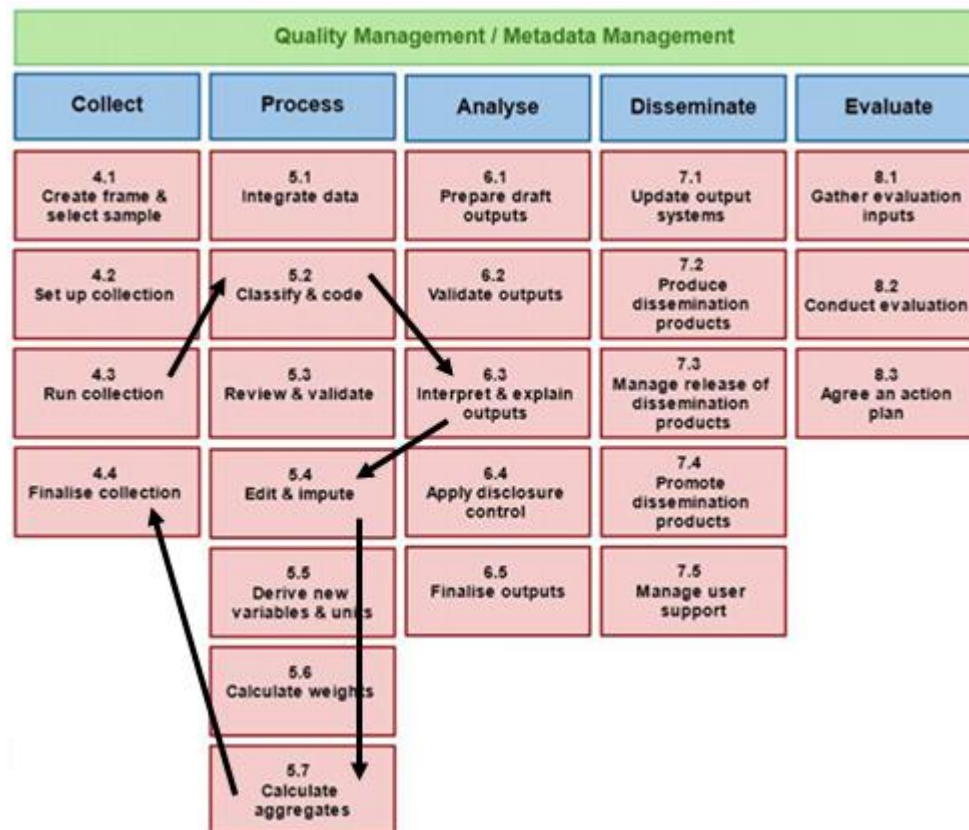 Quality Management / Metadata Management
Collect
Process
Analyse
Disseminate
Evaluate
4.1
Create frame &
select sample
5.1
Integrate data
6.1
Prepare draft
outputs
7.1
Update output
systems
8.1
Gather evaluation
inputs
4.2
Set up collection
5.2
Classify & code
6.2
Validate outputs
7.2
Produce
dissemination
products
8.2
Conduct evaluation
4.3
Run collection
5.3
Review & validate
6.3
Interpret & explain
outputs
7.3
Manage release of
dissemination
products
8.3
Agree an action
plan
4.4
Finalise collection
5.4
Edit & impute
6.4
Apply disclosure
control
7.4
Promote
dissemination
products
5.5
Derive new
variables & units
6.5
Finalise outputs
7.5
Manage user
support
5.6
Calculate weights
5.7
Calculate
aggregates